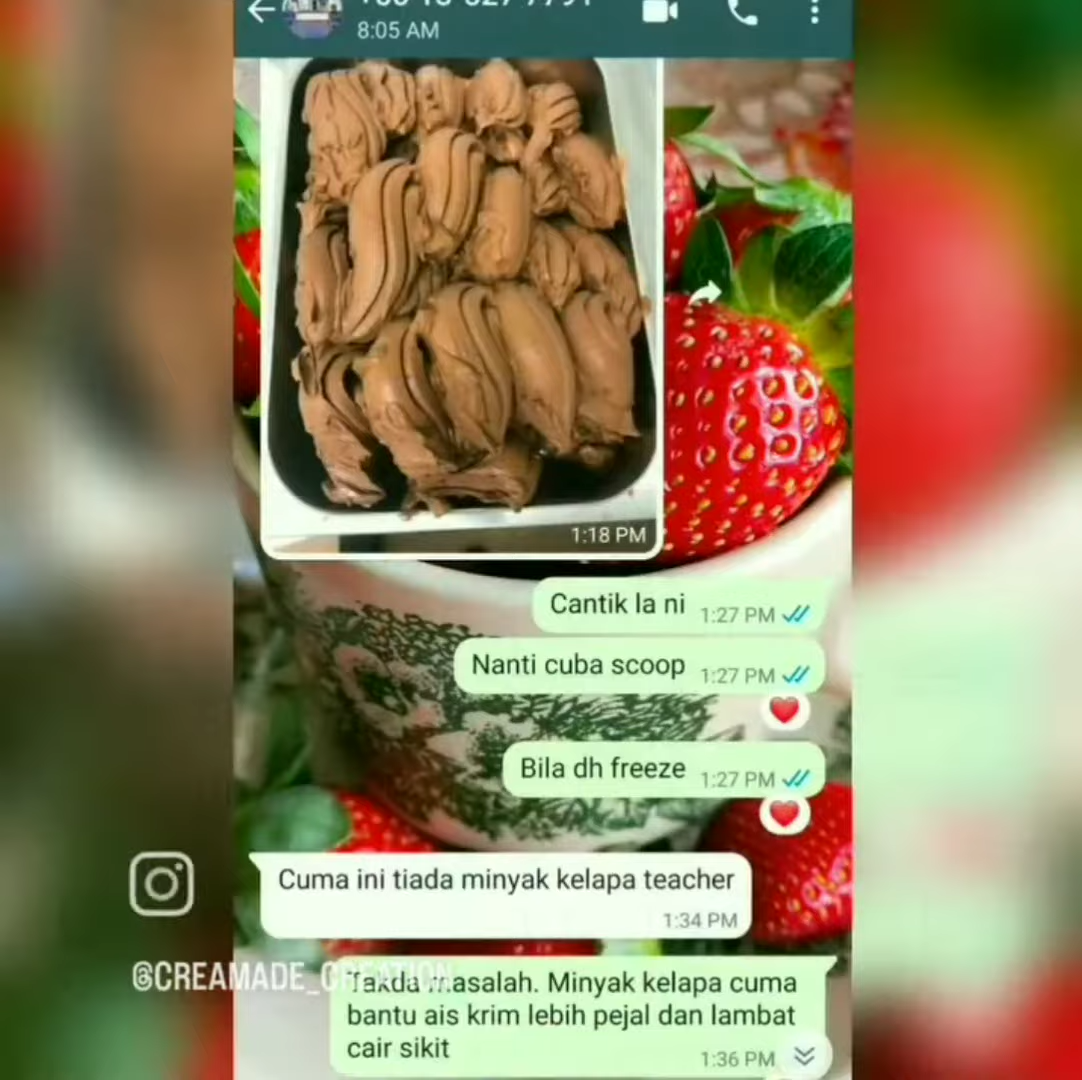 8:05 AM
1:18 PM
Cantik la ni 1:27 PM
Nanti cuba scoop 1:27 PM
Bila dh freeze 1:27 PM
Cuma ini tiada minyak kelapa teacher
1:34 PM
@CREAMADE_CREATION
Takda masalah. Minyak kelapa cuma
bantu ais krim lebih pejal dan lambat
cair sikit 1:36 PM